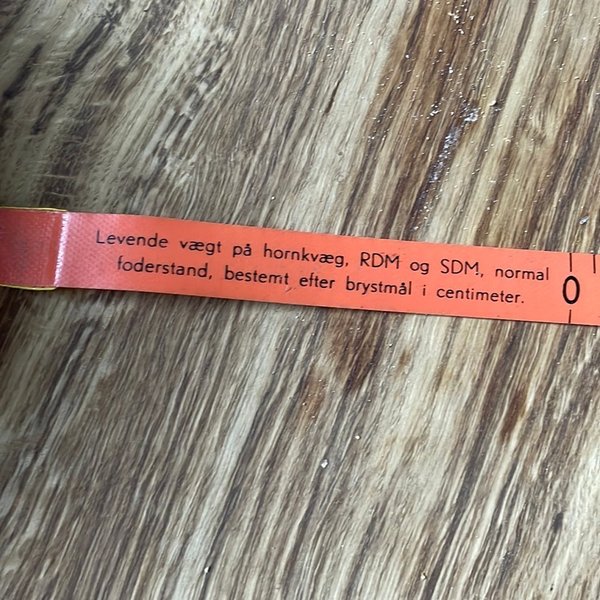 Levende vægt på hornkvæg, RDM og SDM, normal
foderstand, bestemt efter brystmål i centimeter.
0